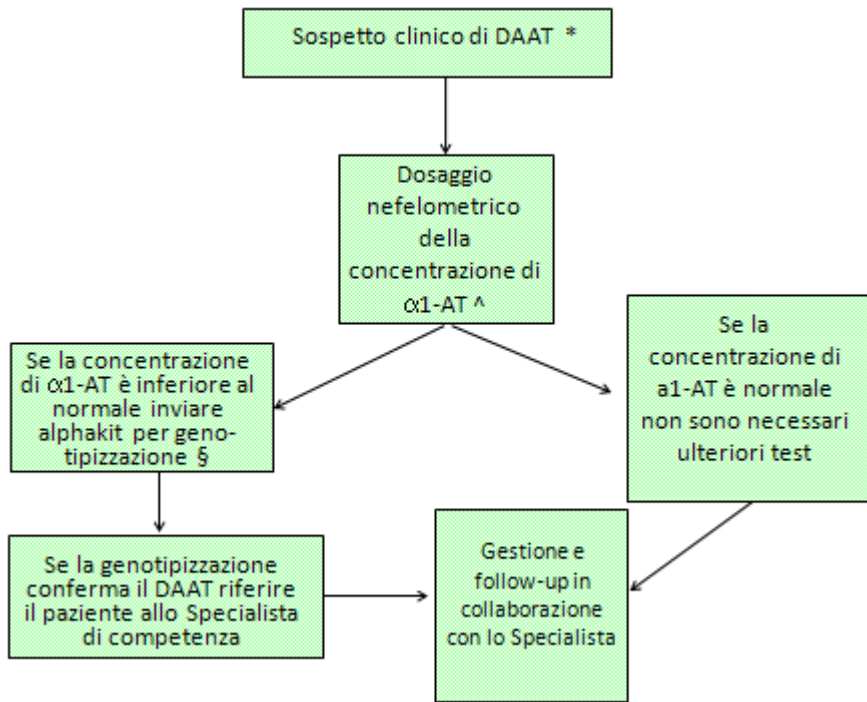 Sospetto clinico di DAAT *
Dosaggio
nefelometrico
della
concentrazione di
α1-AT ^
Se la concentrazione
di α1-AT è inferiore al
normale inviare
alphakit per geno-
tipizzazione §
Se la
concentrazione di
a1-AT è normale
non sono necessari
ulteriori test
Se la genotipizzazione
conferma il DAAT riferire
il paziente allo Specialista
di competenza
Gestione e
follow-up in
collaborazione
con lo Specialista